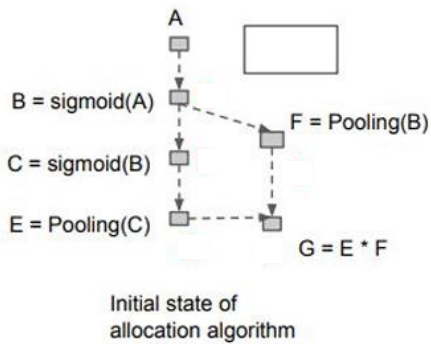 A
B = sigmoid(A)
F = Pooling(B)
C = sigmoid(B)
E = Pooling(C)
G = E * F
Initial state of
allocation algorithm